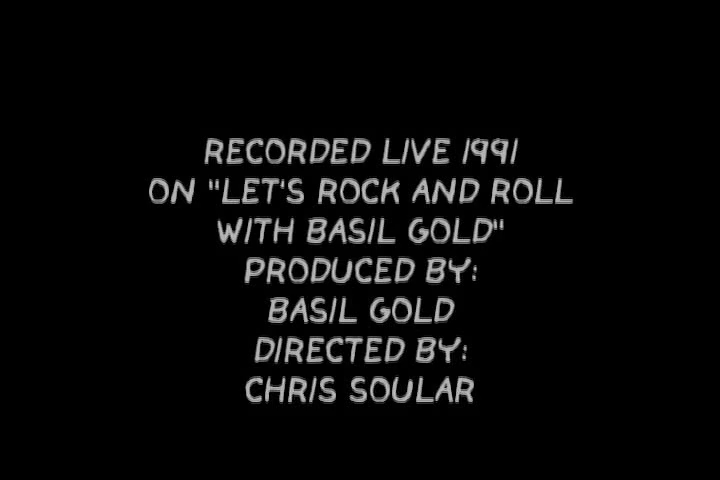 RECORDED LIVE 1991
ON "LET'S ROCK AND ROLL
WITH BASIL GOLD"
PRODUCED BY:
BASIL GOLD
DIRECTED BY:
CHRIS SOULAR